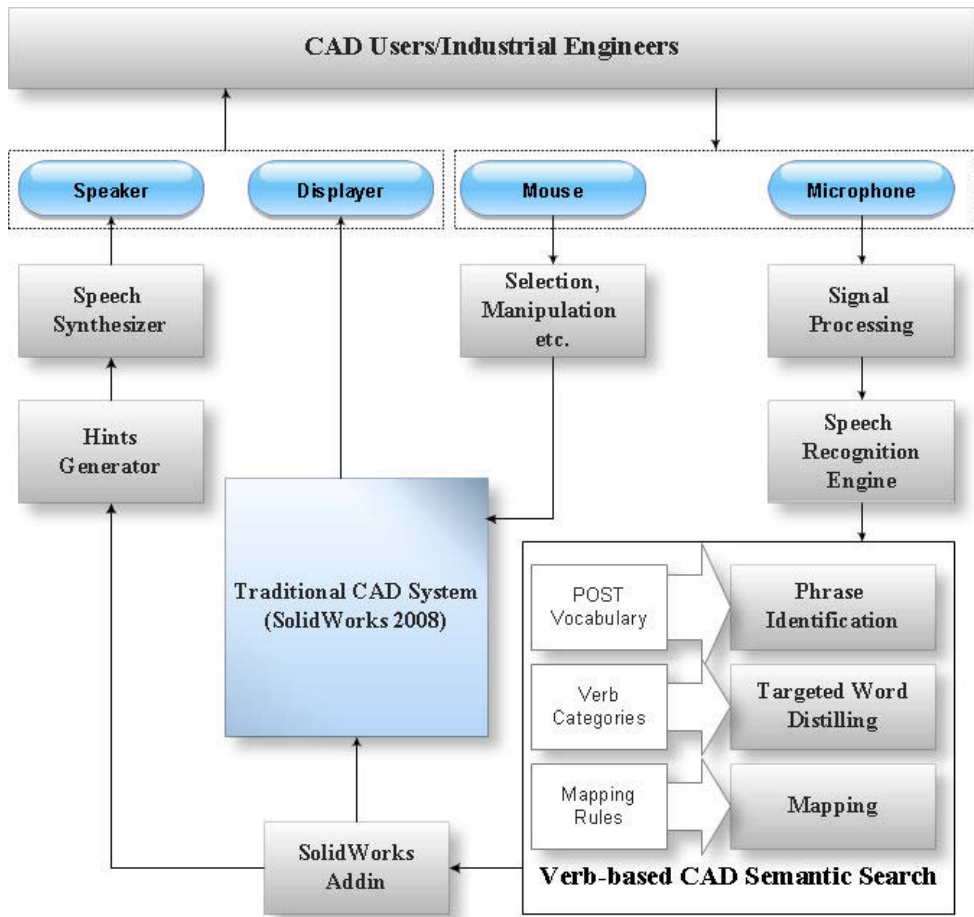 CAD Users/Industrial Engineers
Speaker
Displayer
Mouse
Microphone
Speech
Synthesizer
Selection,
Manipulation
etc.
Signal
Processing
Hints
Generator
Speech
Recognition
Engine
Traditional CAD System
(SolidWorks 2008)
POST
Vocabulary
Phrase
Identification
Verb
Categories
Targeted Word
Distilling
Mapping
Rules
Mapping
Verb-based CAD Semantic Search
SolidWorks
Addin